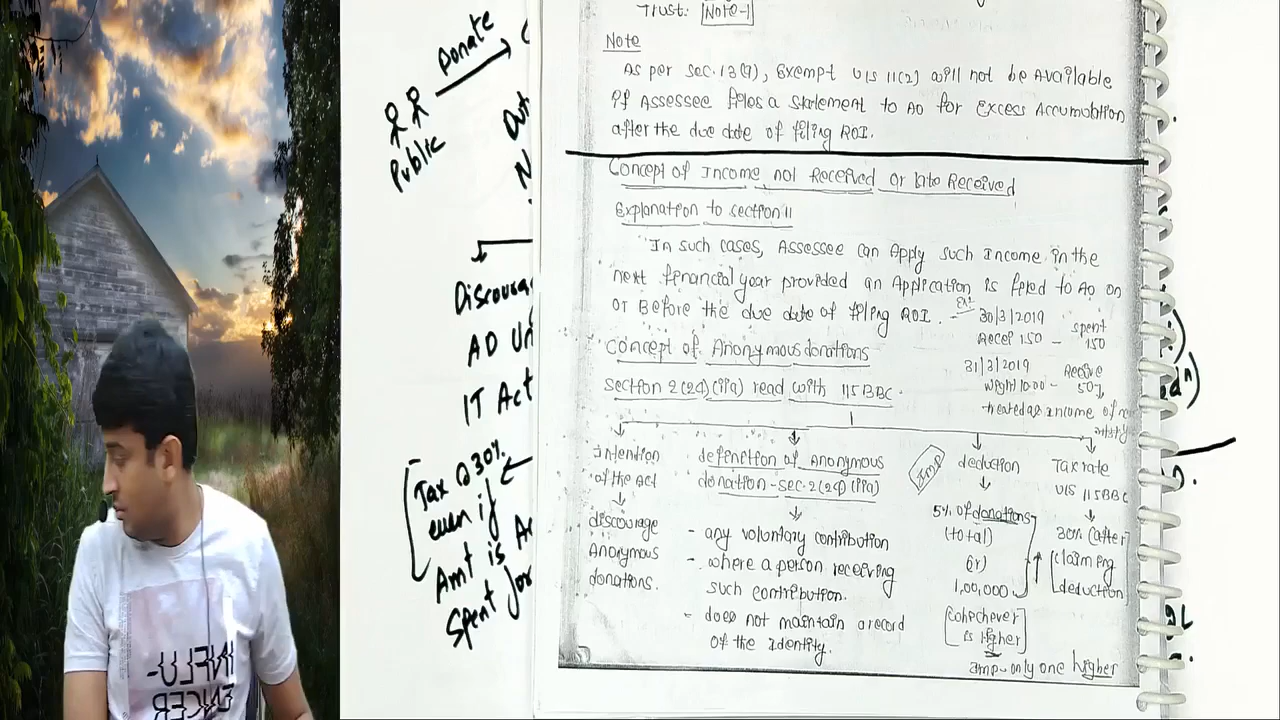 Donate
Public
Discoura
AD Un
IT Act
Tax @ 30%
even if
Amt is
Spent for
Trust: Note-1
Note
As per sec.13(9), Exempt u/s 11(2) will not be Available
if Assessee files a statement to AO for Excess Accumulation
after the due date of filing ROI.
Concept of Income not Received or late Received
Explanation to section 11
In such cases, Assessee can Apply such Income in the
next financial year provided an Application is filed to AO on
or Before the due date of filing ROI.
30/3/2019
Recei 150 - spent 150
31/3/2019 Receive
50%
treated as income of
Concept of Anonymous donations
section 2(24)(iia) read with 115BBC.
intention
of the Act
discourage
Anonymous
donations.
definition of Anonymous
donation - sec.2(24)(iia)
- any voluntary contribution
- where a person receiving
such contribution.
- does not maintain a record
of the identity.
Imp
deduction
5% of donations
(total)
(or)
1,00,000
[whichever
is higher]
Imp - only one higher
Tax rate
u/s 115BBC
30% (after
claiming
deduction
INFLU-
ENCER